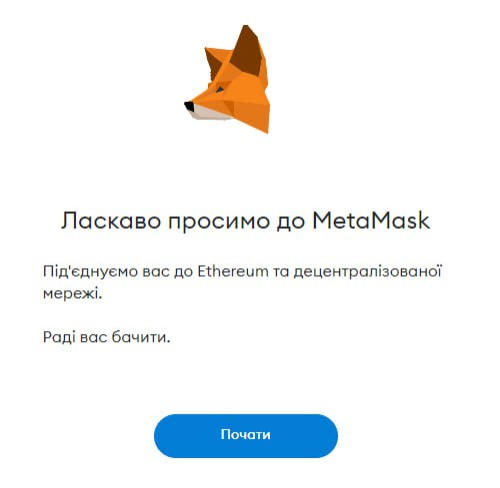 Ласкаво просимо до MetaMask
Під'єднуємо вас до Ethereum та децентралізованої
мережі.
Раді вас бачити.
Почати